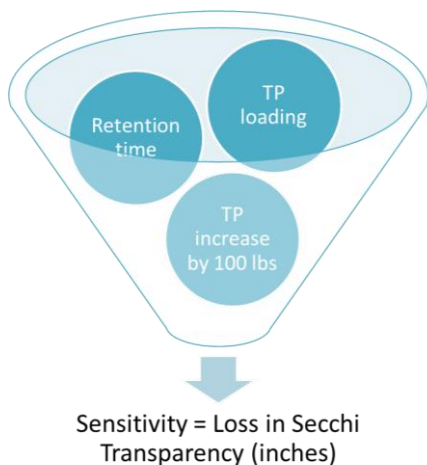 TP
loading
Retention
time
TP
increase
by 100 lbs
Sensitivity = Loss in Secchi
Transparency (inches)